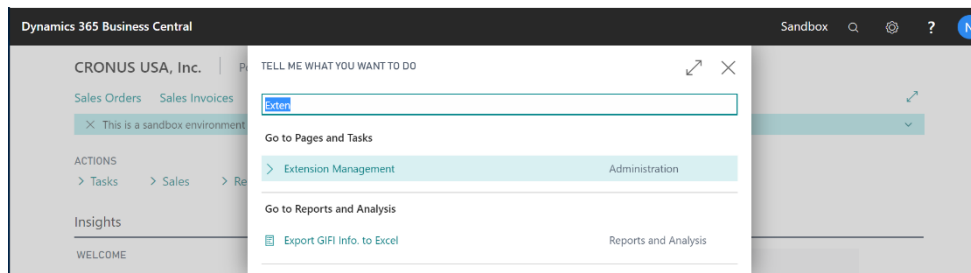 Dynamics 365 Business Central
Sandbox
?
CRONUS USA, Inc.
TELL ME WHAT YOU WANT TO DO
Sales Orders Sales Invoices
Exten
This is a sandbox environment
Go to Pages and Tasks
ACTIONS
Extension Management Administration
> Tasks > Sales > Re
Go to Reports and Analysis
Insights
Export GIFI Info. to Excel Reports and Analysis
WELCOME